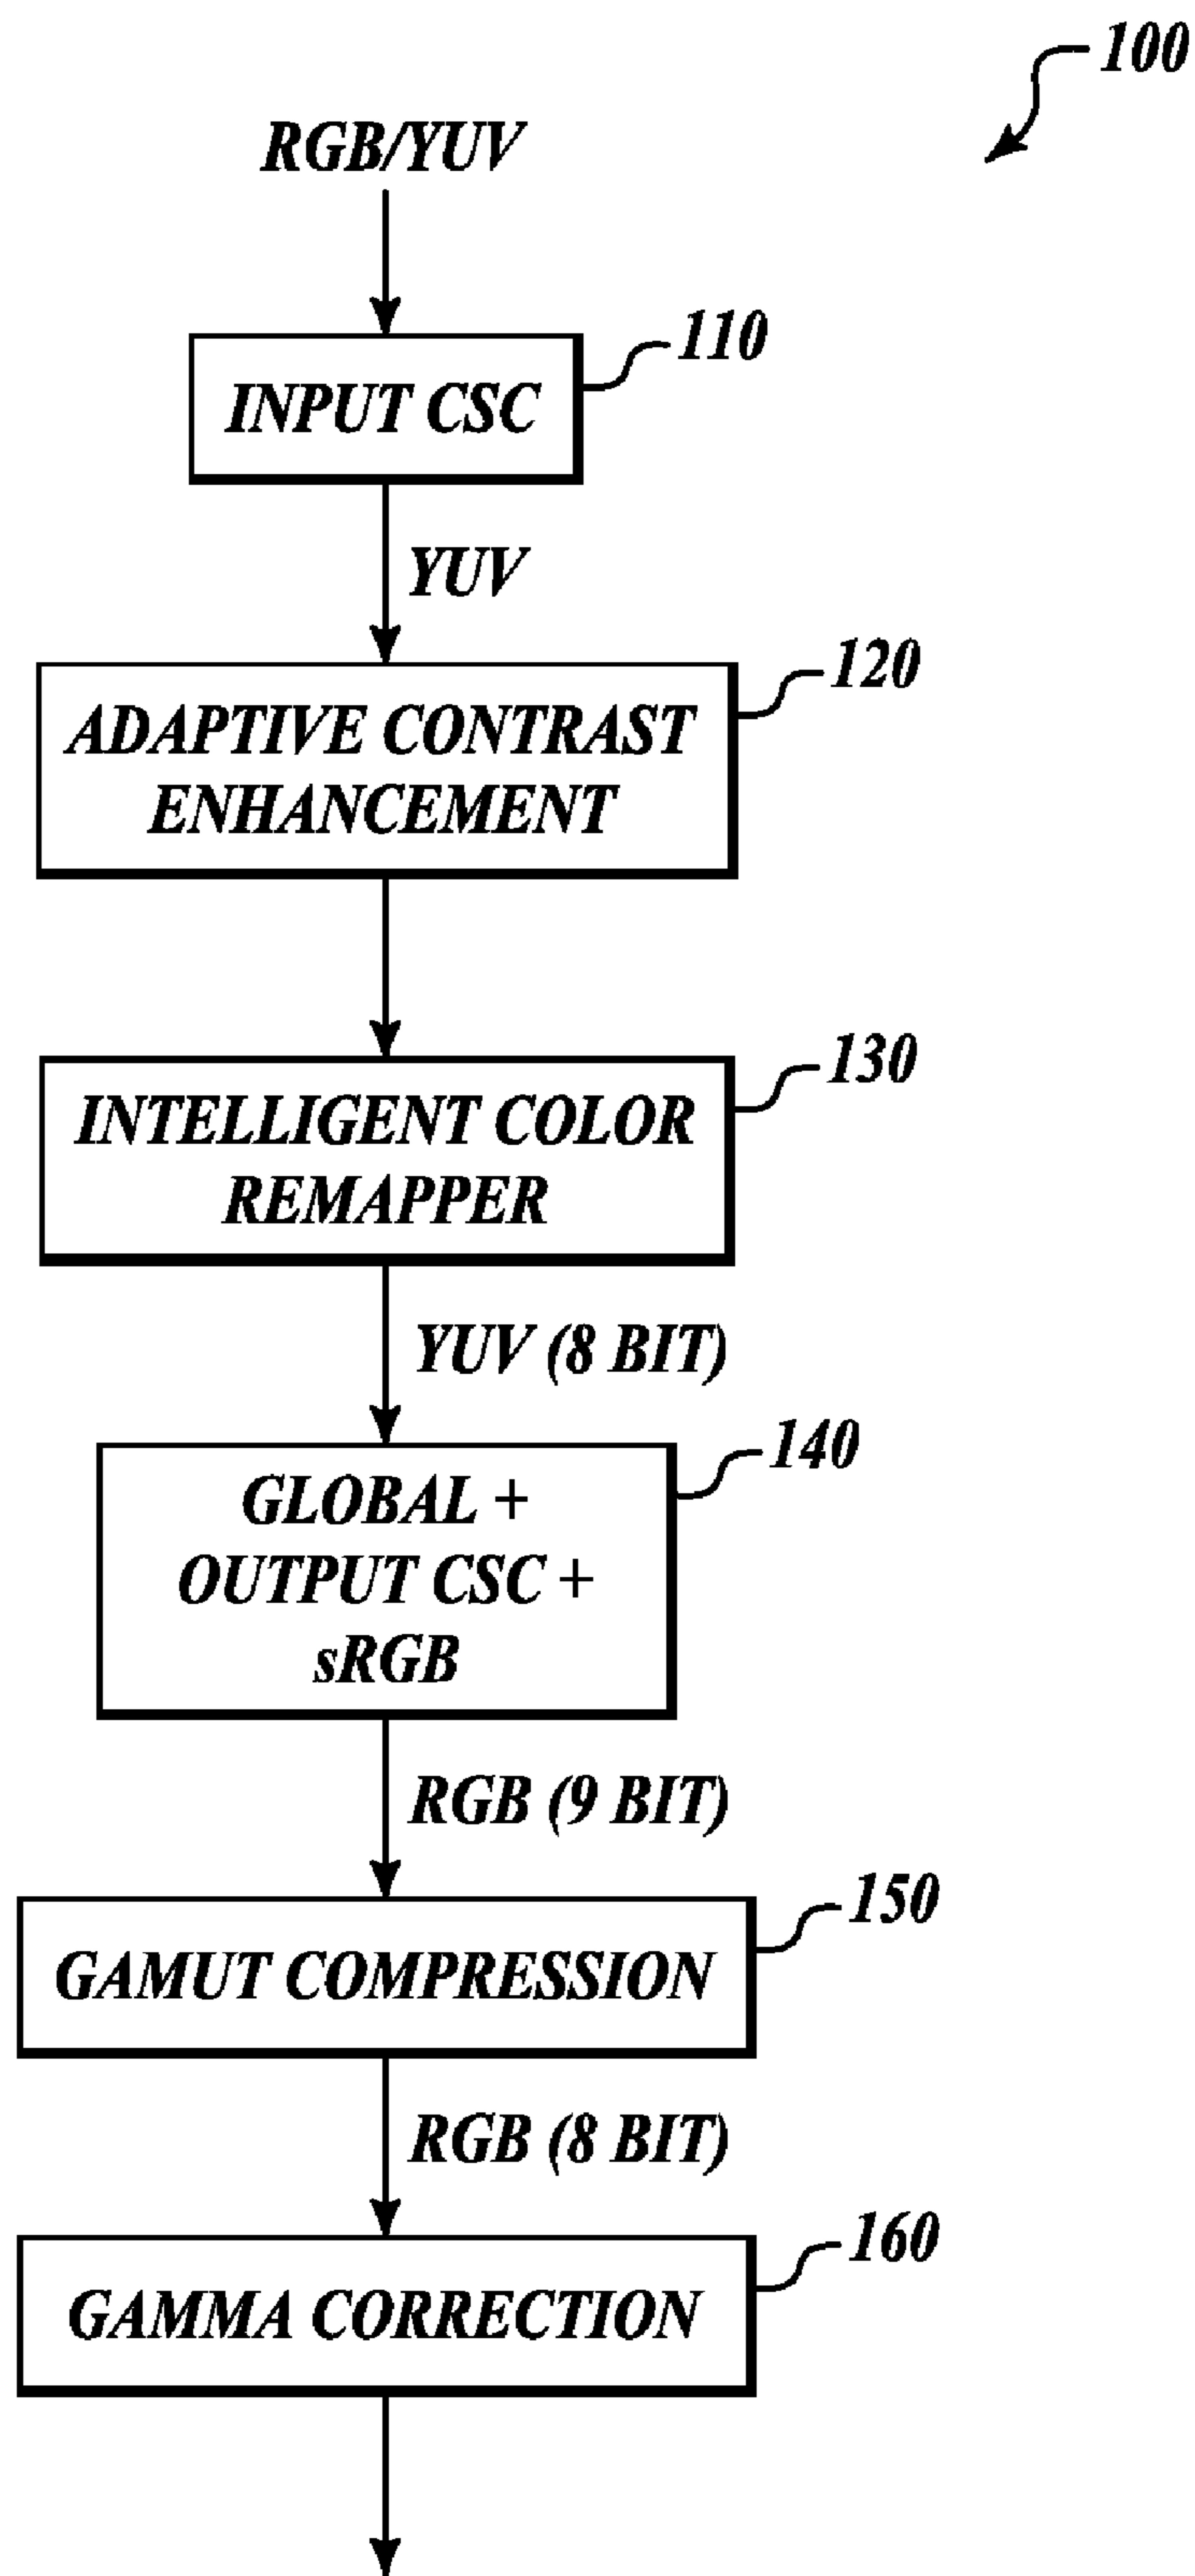 100
RGB/YUV
110
INPUT CSC
YUV
120
ADAPTIVE CONTRAST
ENHANCEMENT
130
INTELLIGENT COLOR
REMAPPER
YUV (8 BIT)
140
GLOBAL +
OUTPUT CSC +
sRGB
RGB (9 BIT)
150
GAMUT COMPRESSION
RGB (8 BIT)
160
GAMMA CORRECTION